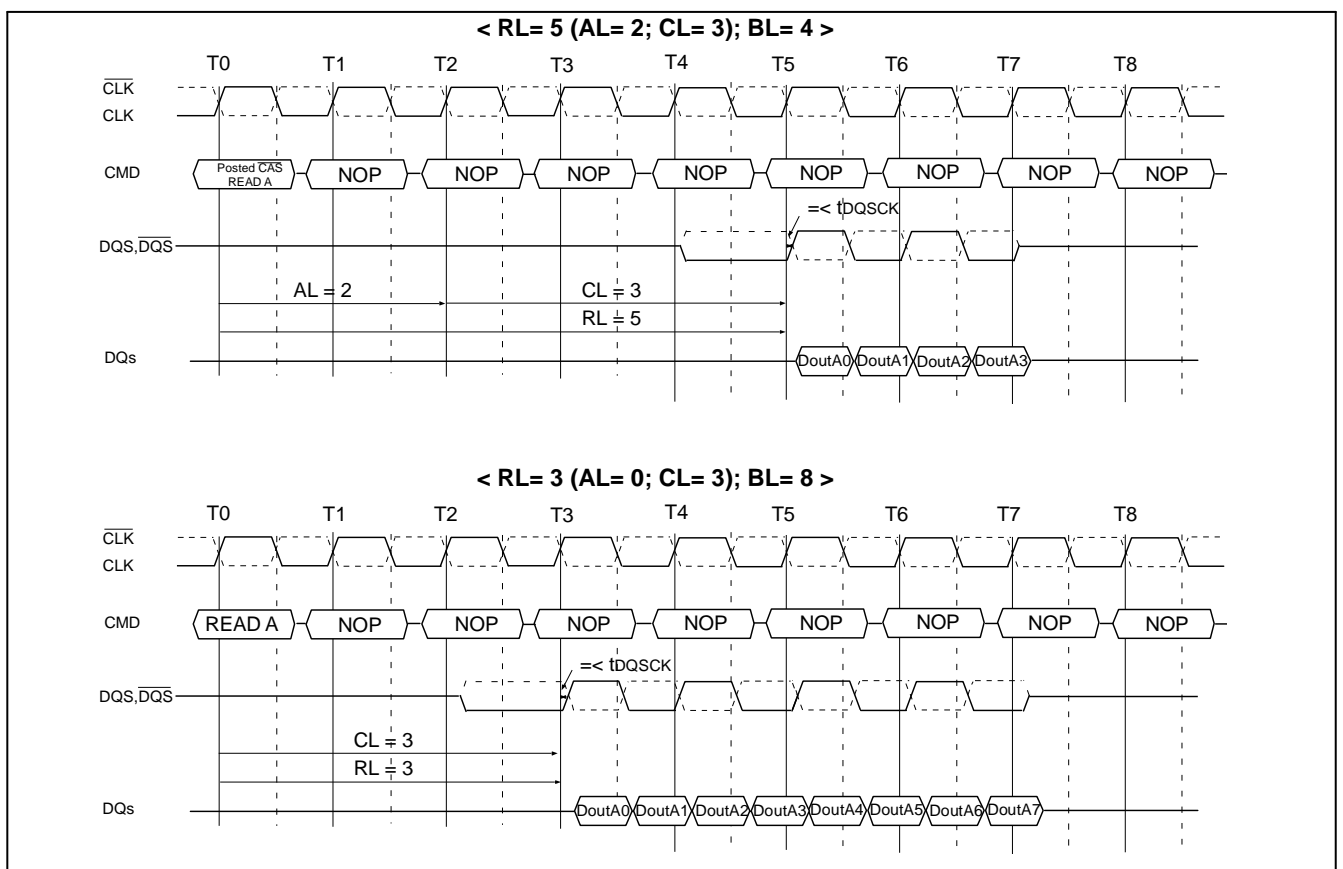 < RL= 5 (AL= 2; CL= 3); BL= 4 >
T0 T1 T2 T3 T4 T5 T6 T7 T8
CLK
CLK
CMD Posted CAS READ A NOP NOP NOP NOP NOP NOP NOP NOP
=< tDQSCK
DQS,DQS
AL = 2 CL = 3
RL = 5
DQs DoutA0 DoutA1 DoutA2 DoutA3
< RL= 3 (AL= 0; CL= 3); BL= 8 >
T0 T1 T2 T3 T4 T5 T6 T7 T8
CLK
CLK
CMD READ A NOP NOP NOP NOP NOP NOP NOP NOP
=< tDQSCK
DQS,DQS
CL = 3
RL = 3
DQs DoutA0 DoutA1 DoutA2 DoutA3 DoutA4 DoutA5 DoutA6 DoutA7